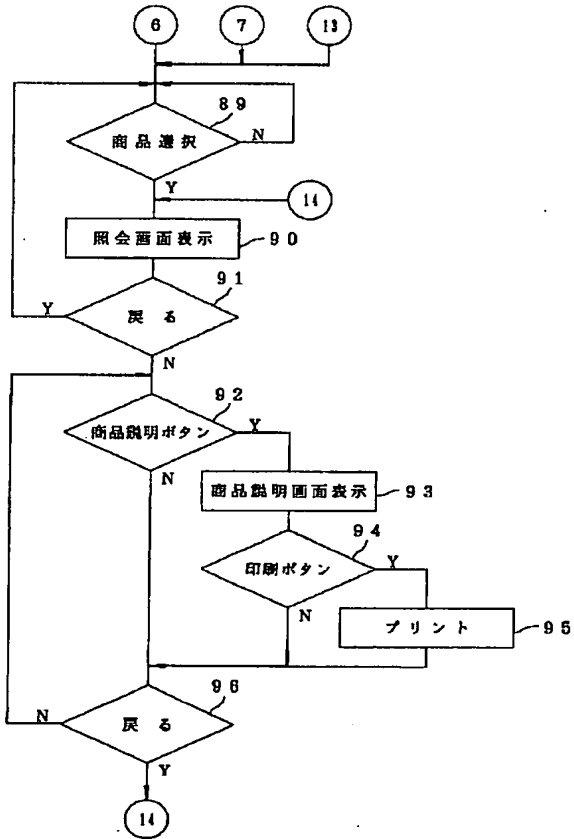 6 7 13
89
商品選択 N
Y
14
照会画面表示 90
91
Y 戻る
N
92
商品説明ボタン Y
N
商品説明画面表示 93
94
印刷ボタン Y
N
プリント 95
96
N 戻る
Y
14